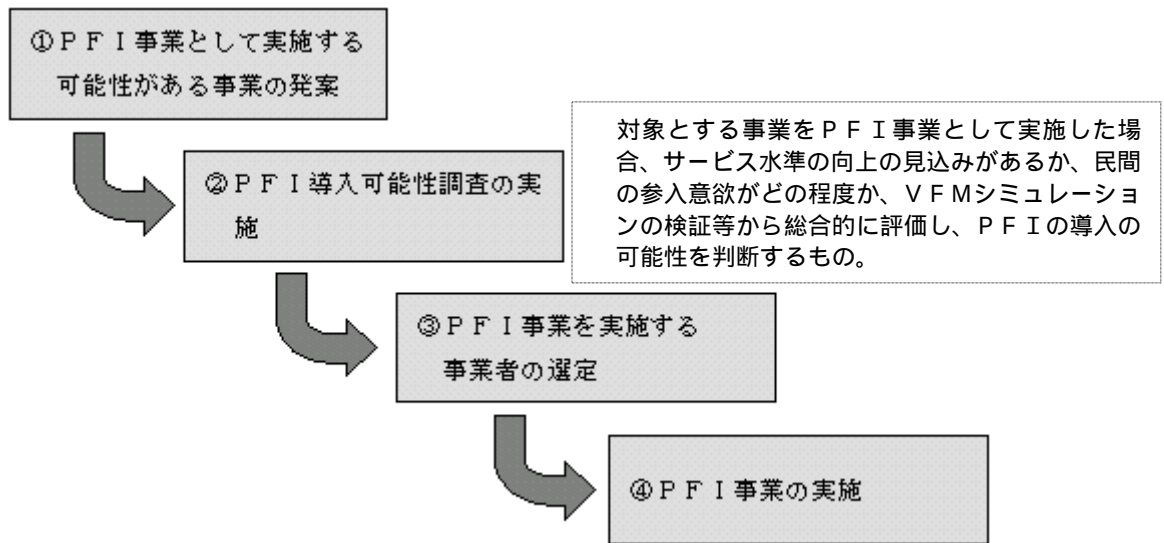 ①ＰＦＩ事業として実施する
可能性がある事業の発案
対象とする事業をＰＦＩ事業として実施した場
合、サービス水準の向上の見込みがあるか、民間
の参入意欲がどの程度か、ＶＦＭシミュレーショ
ンの検証等から総合的に評価し、ＰＦＩの導入の
可能性を判断するもの。
②ＰＦＩ導入可能性調査の実
施
③ＰＦＩ事業を実施する
事業者の選定
④ＰＦＩ事業の実施